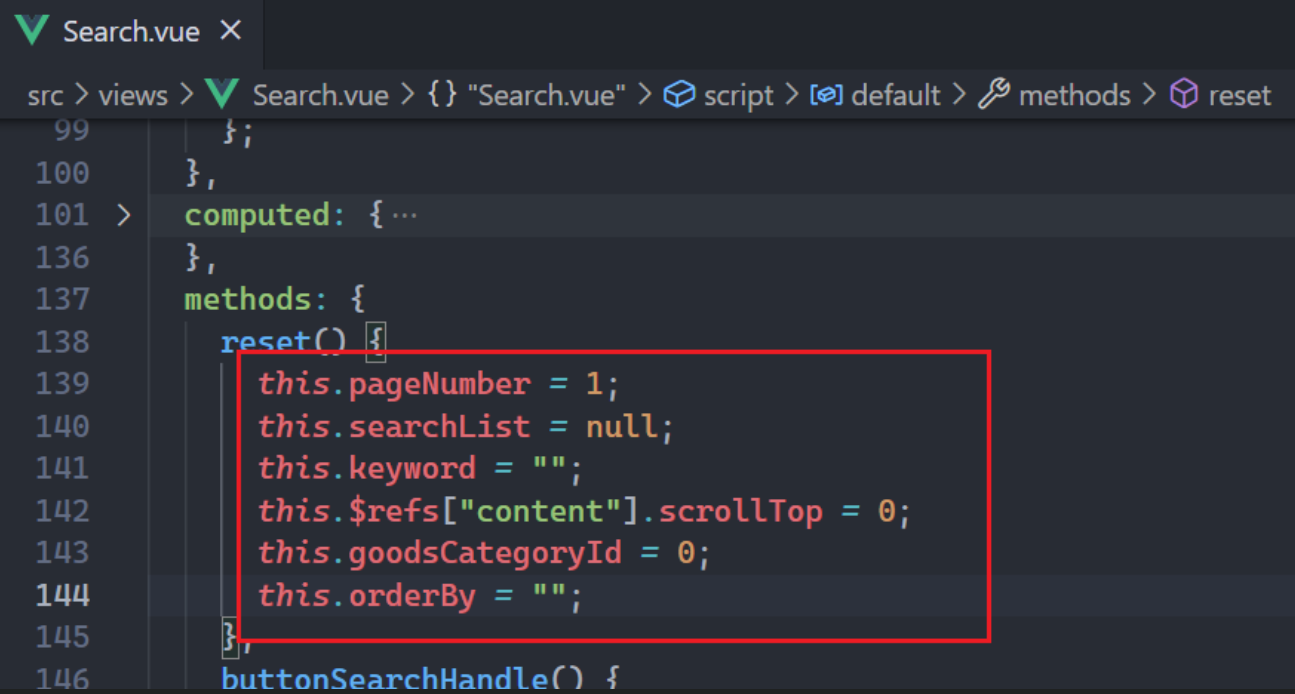 Search.vue ×
src > views > Search.vue > {} "Search.vue" > script > default > methods > reset
99 };
100 },
101 > computed: { ···
136 },
137 methods: {
138 reset() {
139 this.pageNumber = 1;
140 this.searchList = null;
141 this.keyword = "";
142 this.$refs["content"].scrollTop = 0;
143 this.goodsCategoryId = 0;
144 this.orderBy = "";
145 },
146 buttonSearchHandle() {